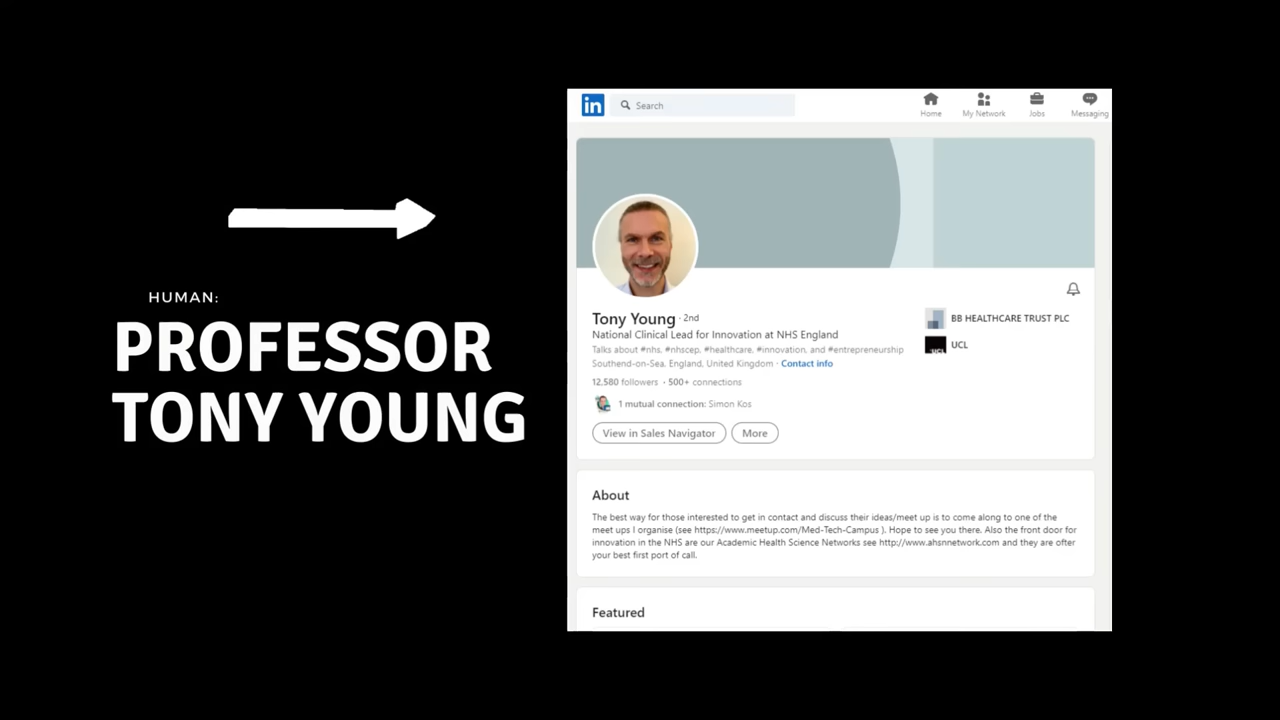 HUMAN:
PROFESSOR
TONY YOUNG
in
Search
Home
My Network
Jobs
Messaging
Tony Young · 2nd
National Clinical Lead for Innovation at NHS England
Talks about #nhs, #nhscep, #healthcare, #innovation, and #entrepreneurship
Southend-on-Sea, England, United Kingdom · Contact info
12,580 followers · 500+ connections
1 mutual connection: Simon Kos
View in Sales Navigator
More
BB HEALTHCARE TRUST PLC
UCL
UCL
About
The best way for those interested to get in contact and discuss their ideas/meet up is to come along to one of the
meet ups I organise (see https://www.meetup.com/Med-Tech-Campus ). Hope to see you there. Also the front door for
innovation in the NHS are our Academic Health Science Networks see http://www.ahsnnetwork.com and they are ofter
your best first port of call.
Featured